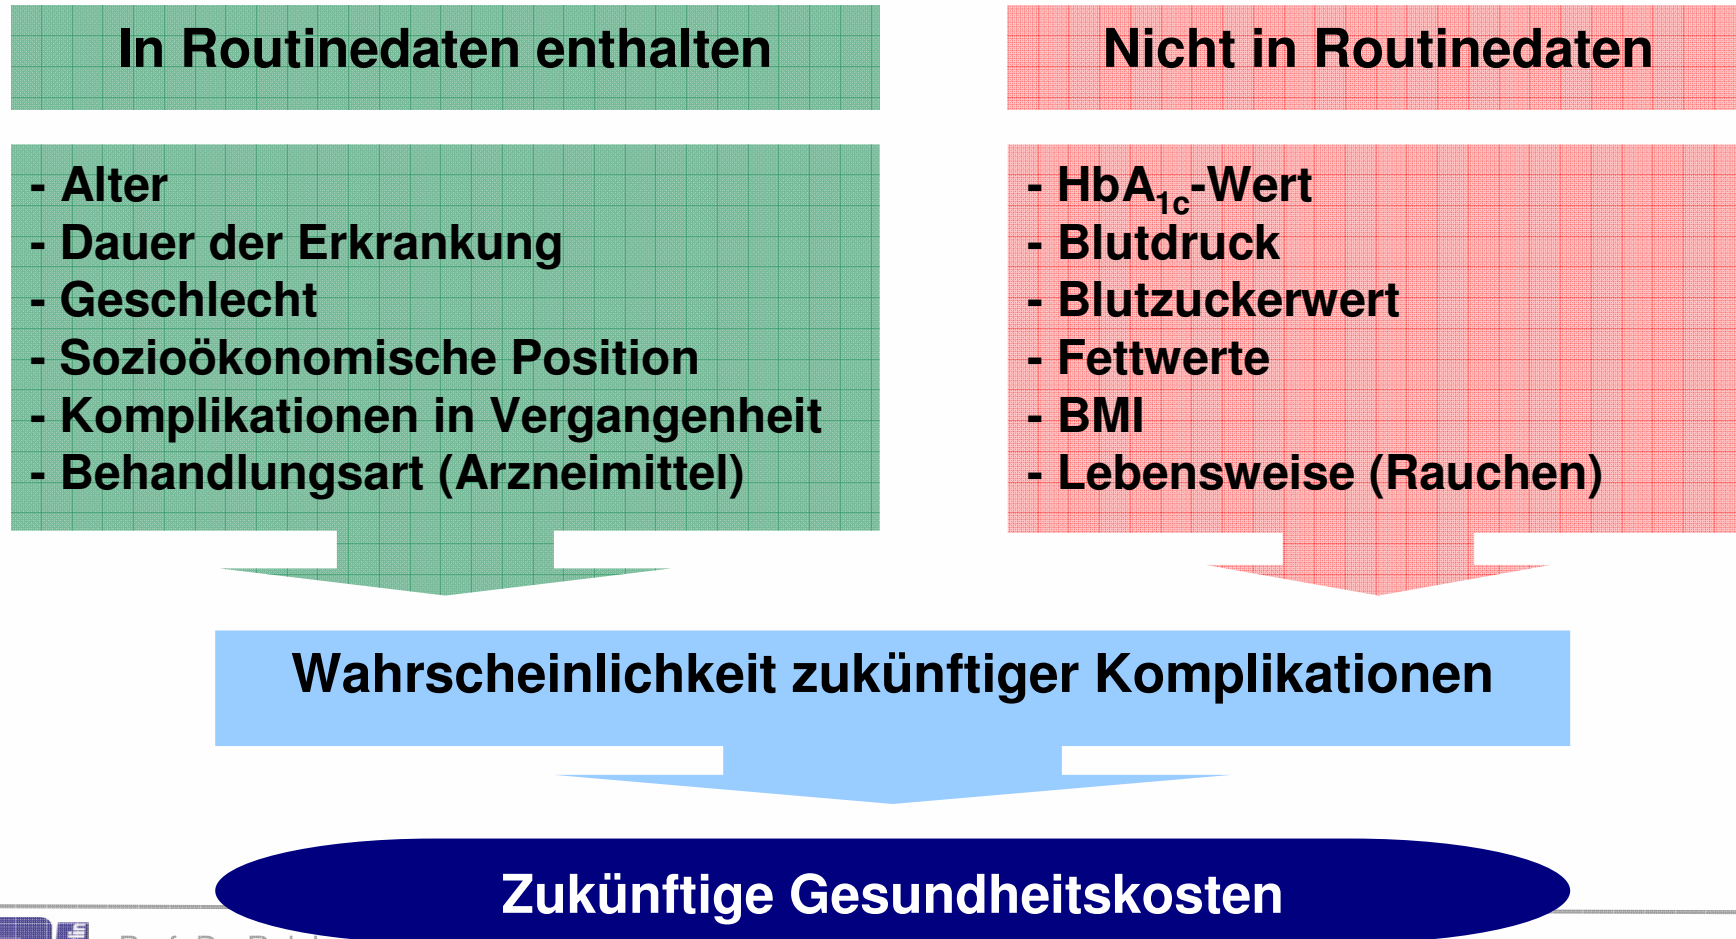 In Routinedaten enthalten
- Alter
- Dauer der Erkrankung
- Geschlecht
- Sozioökonomische Position
- Komplikationen in Vergangenheit
- Behandlungsart (Arzneimittel)
Nicht in Routinedaten
- HbA1c-Wert
- Blutdruck
- Blutzuckerwert
- Fettwerte
- BMI
- Lebensweise (Rauchen)
Wahrscheinlichkeit zukünftiger Komplikationen
Zukünftige Gesundheitskosten